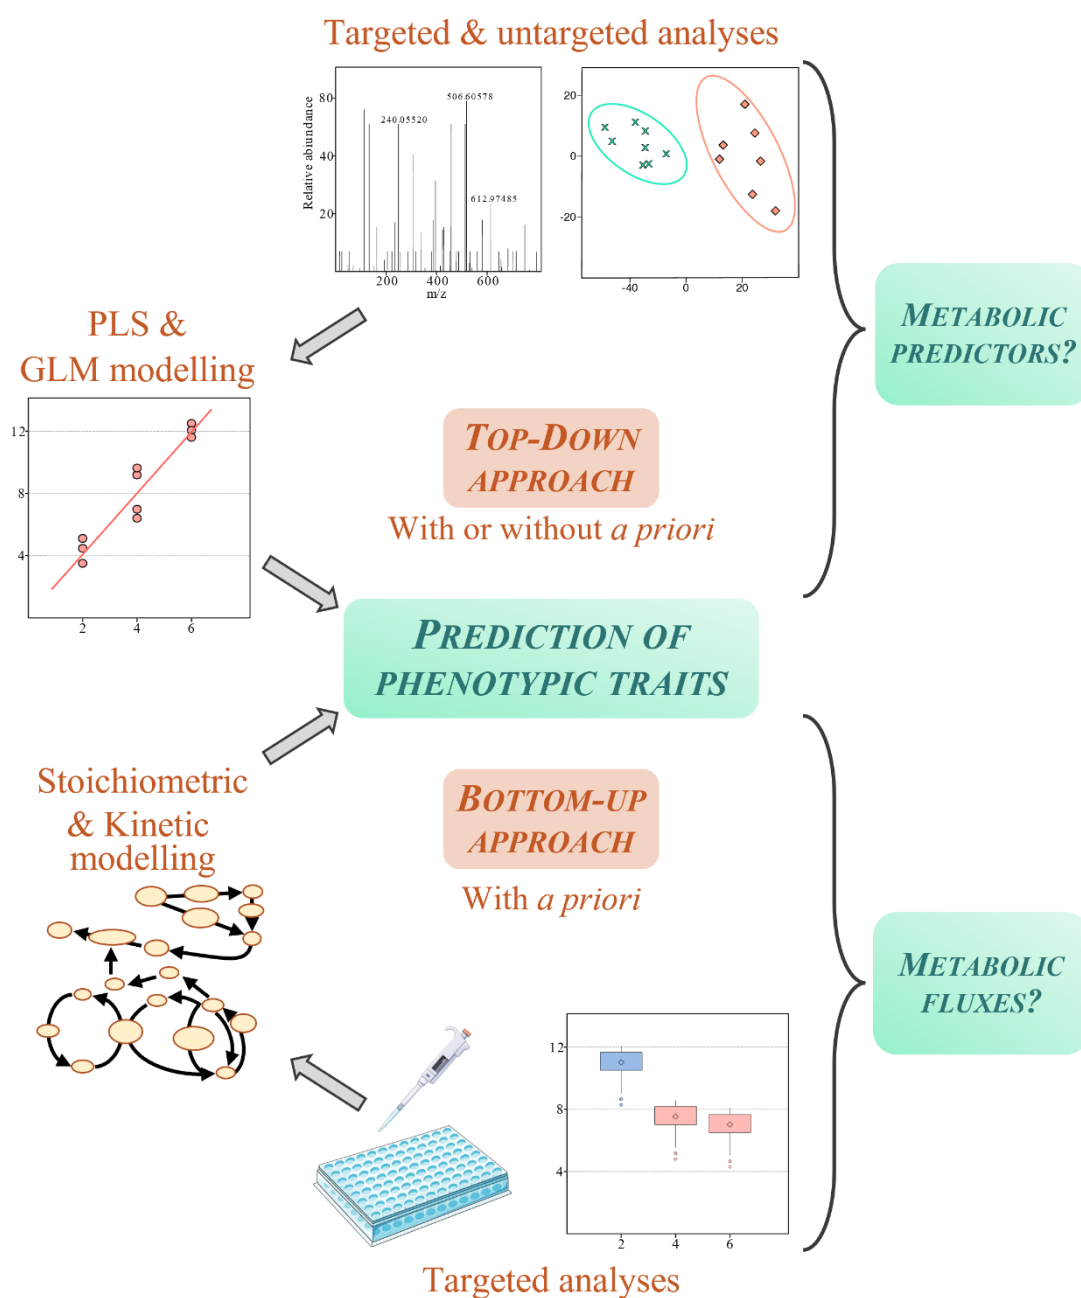 Targeted & untargeted analyses
Relative abiundance
80
40
20
240.05520
506.60578
612.97485
200
400
600
m/z
20
0
-20
-40
0
20
METABOLIC
PREDICTORS?
PLS &
GLM modelling
12
8
4
2
4
6
TOP-DOWN
APPROACH
With or without a priori
PREDICTION OF
PHENOTYPIC TRAITS
Stoichiometric
& Kinetic
modelling
BOTTOM-UP
APPROACH
With a priori
METABOLIC
FLUXES?
12
8
4
2
4
6
Targeted analyses